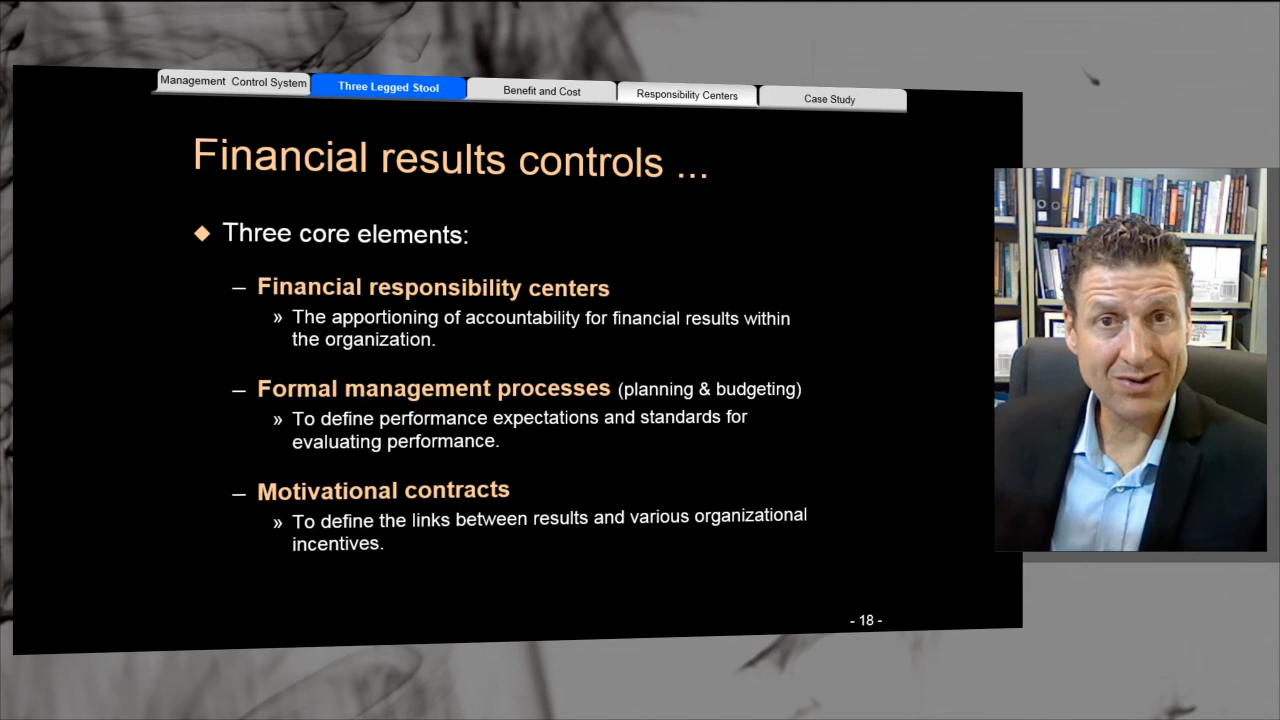 Management Control System
Three Legged Stool
Benefit and Cost
Responsibility Centers
Case Study
Financial results controls ...
◆ Three core elements:
– Financial responsibility centers
» The apportioning of accountability for financial results within
the organization.
– Formal management processes (planning & budgeting)
» To define performance expectations and standards for
evaluating performance.
– Motivational contracts
» To define the links between results and various organizational
incentives.
- 18 -